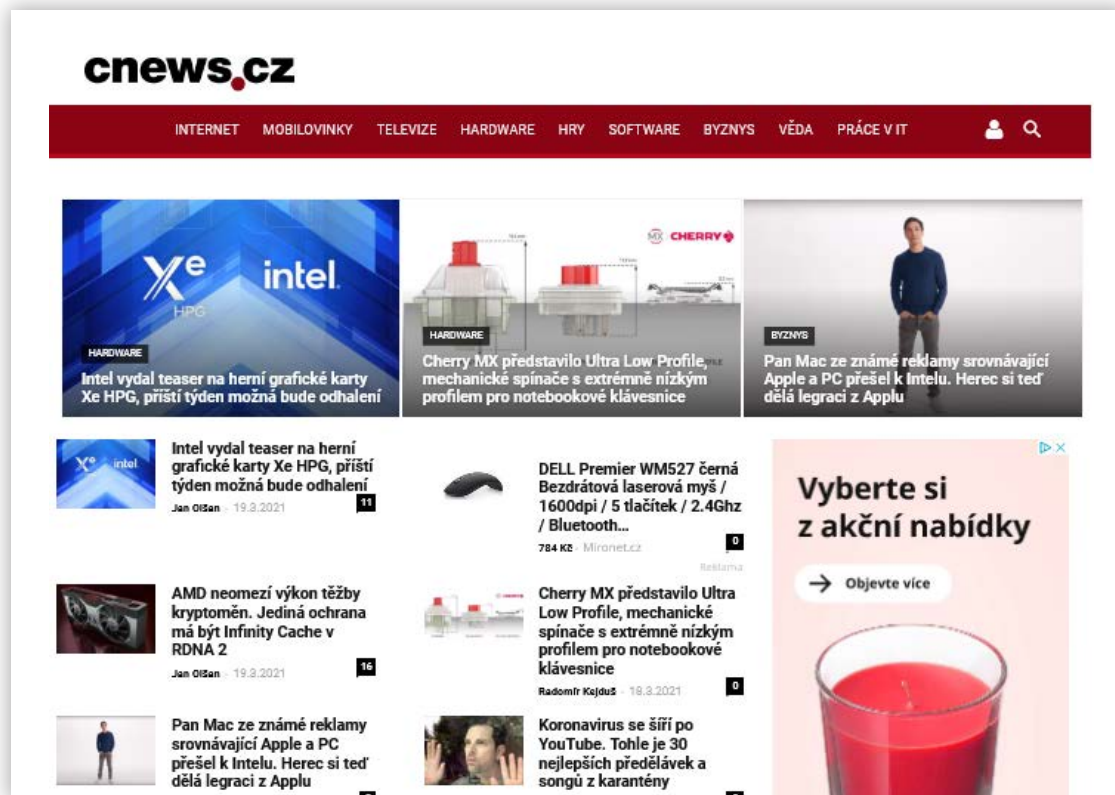 cnews.cz
INTERNET MOBILOVINKY TELEVIZE HARDWARE HRY SOFTWARE BYZNYS VĚDA PRÁCE V IT
Xe
HPG
intel
HARDWARE
Intel vydal teaser na herní grafické karty
Xe HPG, příští týden možná bude odhalení
MX CHERRY
HARDWARE
Cherry MX představilo Ultra Low Profile,
mechanické spínače s extrémně nízkým
profilem pro notebookové klávesnice
BYZNYS
Pan Mac ze známé reklamy srovnávající
Apple a PC přešel k Intelu. Herec si teď
dělá legraci z Applu
Xe intel
Intel vydal teaser na herní
grafické karty Xe HPG, příští
týden možná bude odhalení
Jan Olšan - 19.3.2021
11
DELL Premier WM527 černá
Bezdrátová laserová myš /
1600dpi / 5 tlačítek / 2.4Ghz
/ Bluetooth...
784 Kč - Mironet.cz
0
Reklama
AMD neomezí výkon těžby
kryptoměn. Jediná ochrana
má být Infinity Cache v
RDNA 2
Jan Olšan - 19.3.2021
16
Cherry MX představilo Ultra
Low Profile, mechanické
spínače s extrémně nízkým
profilem pro notebookové
klávesnice
Radomír Kejduš - 18.3.2021
0
Pan Mac ze známé reklamy
srovnávající Apple a PC
přešel k Intelu. Herec si teď
dělá legraci z Applu
Koronavirus se šíří po
YouTube. Tohle je 30
nejlepších předělávek a
songů z karantény
Vyberte si
z akční nabídky
Objevte více